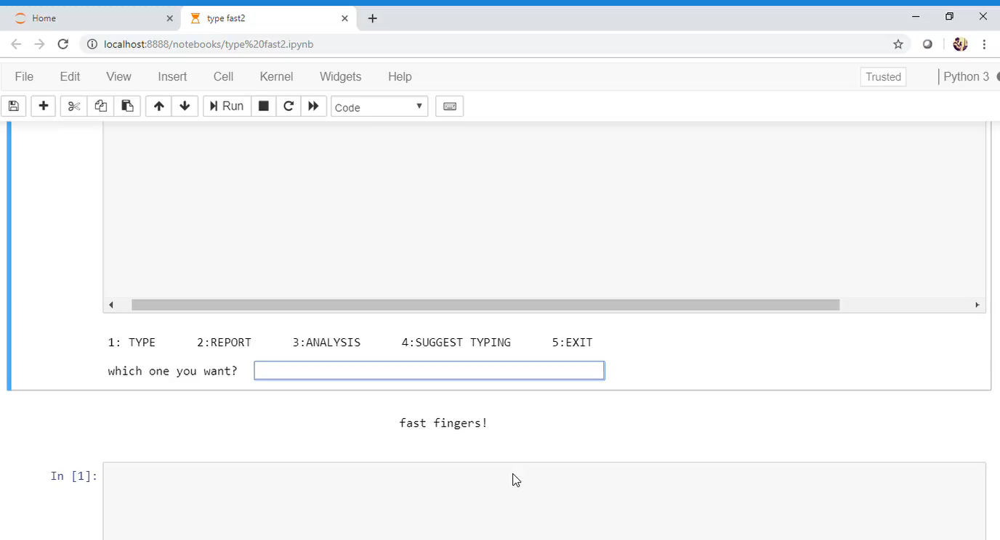 Home
type fast2
localhost:8888/notebooks/type%20fast2.ipynb
File Edit View Insert Cell Kernel Widgets Help Trusted Python 3
Run Code
1: TYPE 2:REPORT 3:ANALYSIS 4:SUGGEST TYPING 5:EXIT
which one you want?
fast fingers!
In [1]: